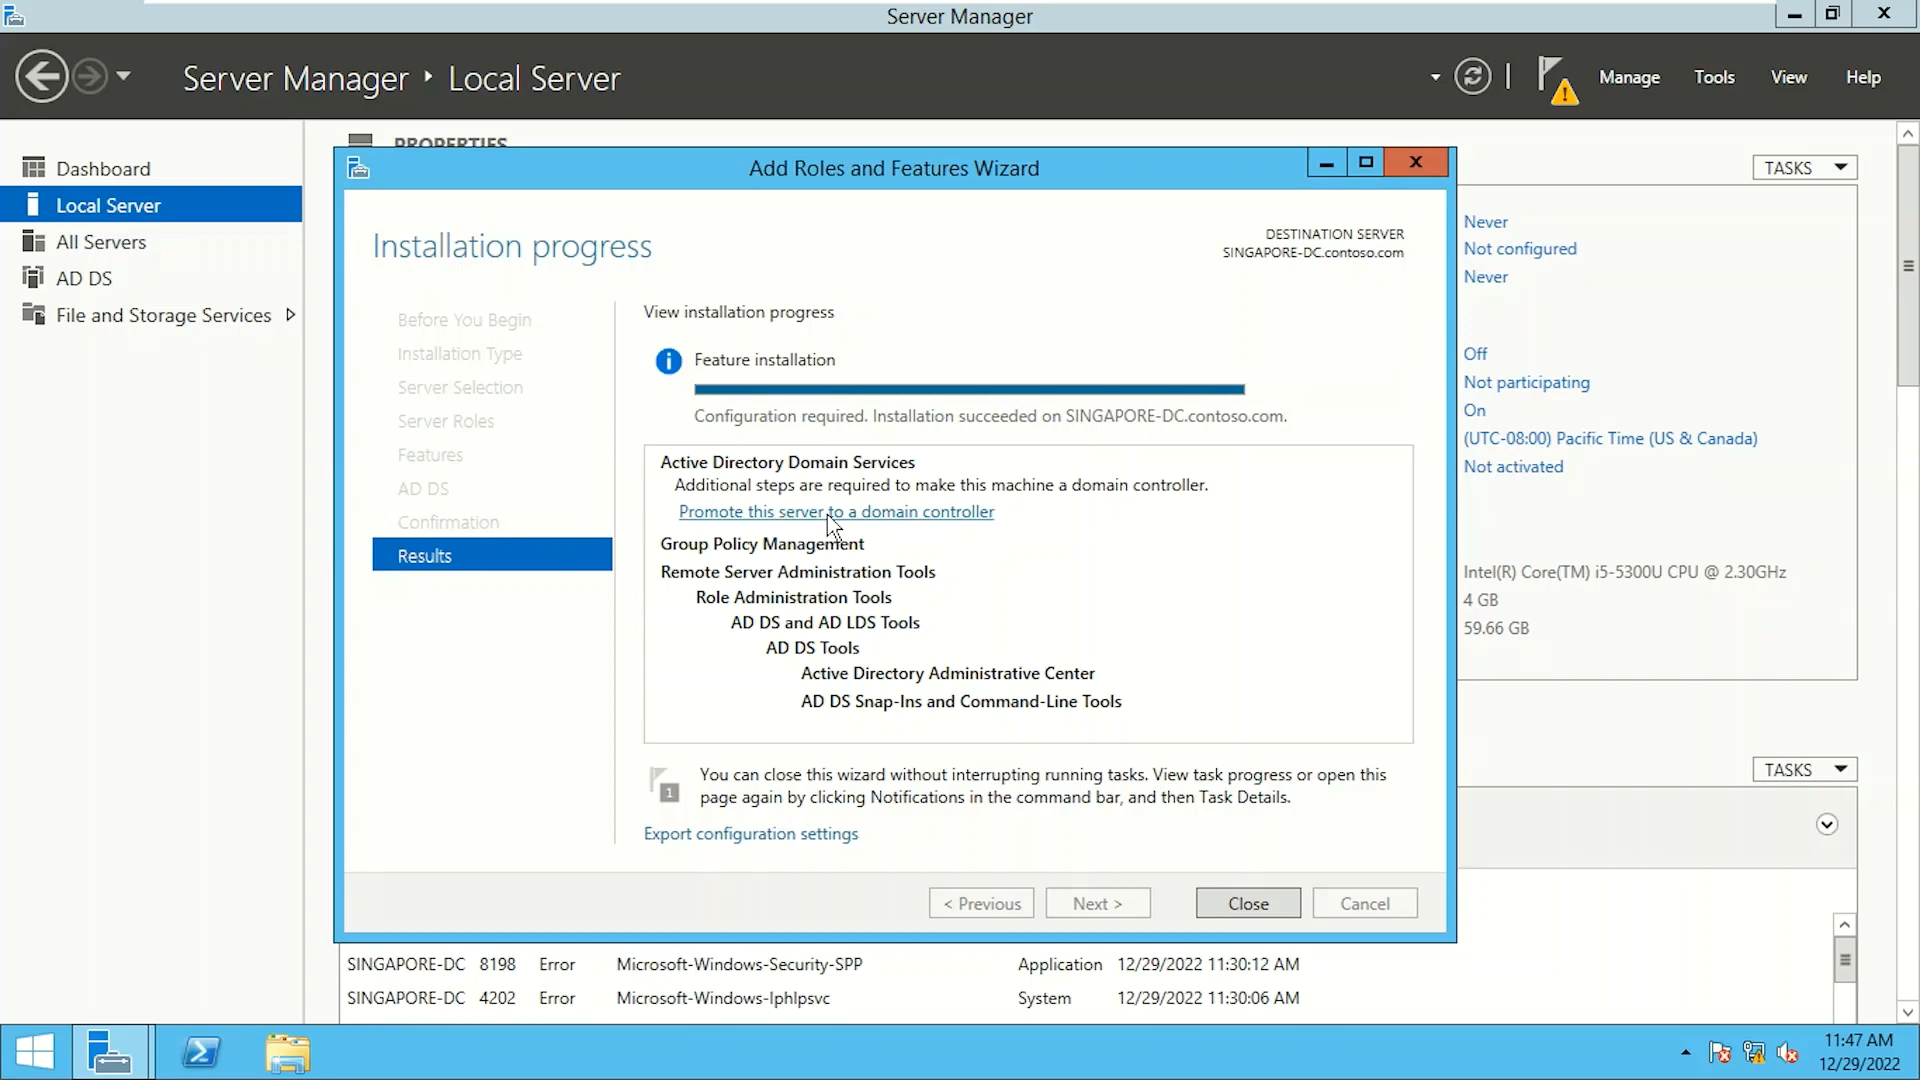 Server Manager
Server Manager
Local Server
Manage
Tools
View
Help
Dashboard
Local Server
All Servers
AD DS
File and Storage Services
PROPERTIES
TASKS
Never
Not configured
Never
Off
Not participating
On
(UTC-08:00) Pacific Time (US & Canada)
Not activated
Intel(R) Core(TM) i5-5300U CPU @ 2.30GHz
4 GB
59.66 GB
TASKS
Add Roles and Features Wizard
Installation progress
DESTINATION SERVER
SINGAPORE-DC.contoso.com
Before You Begin
Installation Type
Server Selection
Server Roles
Features
AD DS
Confirmation
Results
View installation progress
Feature installation
Configuration required. Installation succeeded on SINGAPORE-DC.contoso.com.
Active Directory Domain Services
Additional steps are required to make this machine a domain controller.
Promote this server to a domain controller
Group Policy Management
Remote Server Administration Tools
Role Administration Tools
AD DS and AD LDS Tools
AD DS Tools
Active Directory Administrative Center
AD DS Snap-Ins and Command-Line Tools
1
You can close this wizard without interrupting running tasks. View task progress or open this
page again by clicking Notifications in the command bar, and then Task Details.
Export configuration settings
< Previous
Next >
Close
Cancel
SINGAPORE-DC 8198 Error Microsoft-Windows-Security-SPP Application 12/29/2022 11:30:12 AM
SINGAPORE-DC 4202 Error Microsoft-Windows-Iphlpsvc System 12/29/2022 11:30:06 AM
11:47 AM
12/29/2022